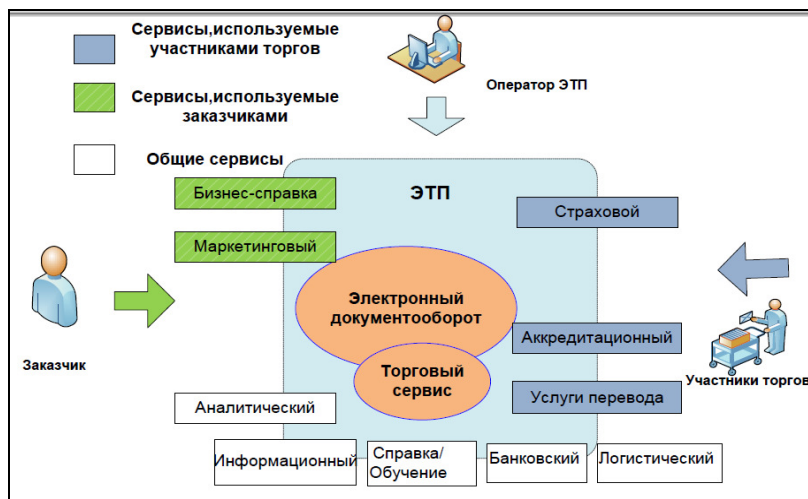 Сервисы,используемые
участниками торгов
Оператор ЭТП
Сервисы,используемые
заказчиками
Общие сервисы
Бизнес-справка
ЭТП
Страховой
Маркетинговый
Электронный
документооборот
Аккредитационный
Заказчик
Торговый
сервис
Участники торгов
Услуги перевода
Аналитический
Информационный
Справка/
Обучение
Банковский
Логистический